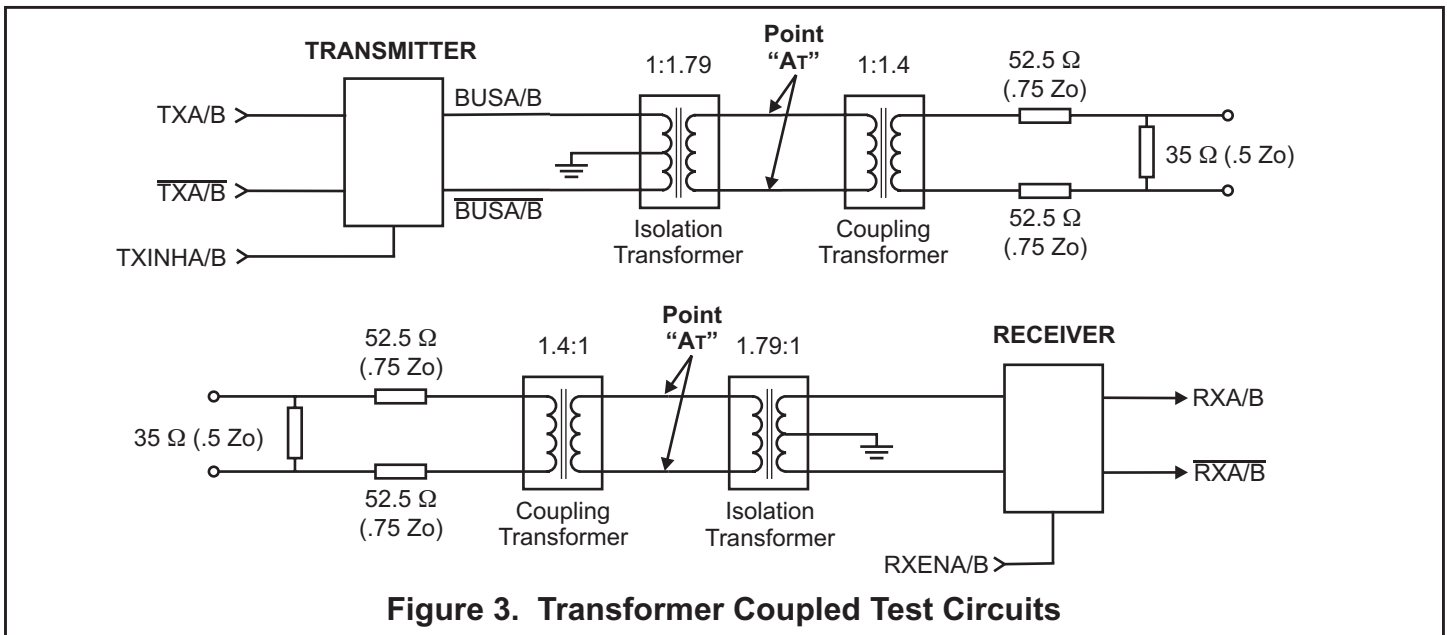 TRANSMITTER
Point
“AT”
1:1.79
1:1.4
52.5 Ω
(.75 Zo)
TXA/B
BUSA/B
35 Ω (.5 Zo)
TXA/B
BUSA/B
52.5 Ω
(.75 Zo)
Isolation
Transformer
Coupling
Transformer
TXINHA/B
Point
“AT”
52.5 Ω
(.75 Zo)
1.4:1
1.79:1
RECEIVER
RXA/B
35 Ω (.5 Zo)
RXA/B
52.5 Ω
(.75 Zo)
Coupling
Transformer
Isolation
Transformer
RXENA/B
Figure 3. Transformer Coupled Test Circuits